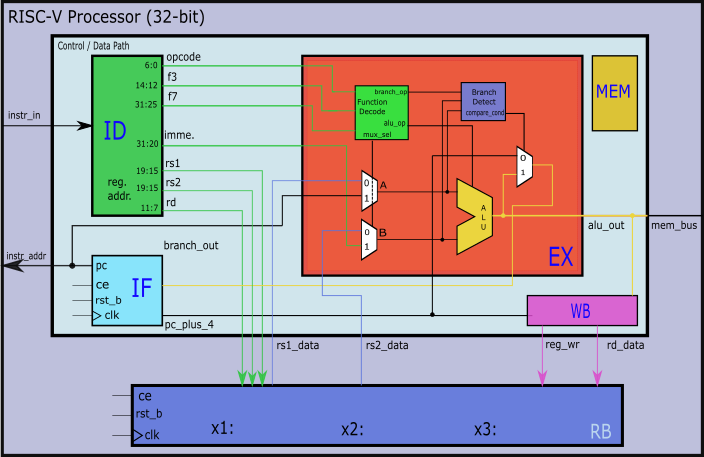 RISC-V Processor (32-bit)
Control / Data Path
opcode
6:0
f3
14:12
f7
31:25
instr_in
ID
imme.
31:20
rs1
19:15
reg.
addr.
rs2
19:15
rd
11:7
branch_op
Function
Decode
alu_op
mux_sel
Branch
Detect
compare_cond
MEM
0
1
0
A
1
0
B
1
A
L
U
EX
alu_out
mem_bus
branch_out
instr_addr
pc
IF
ce
rst_b
clk
pc_plus_4
WB
rs1_data
rs2_data
reg_wr
rd_data
ce
rst_b
clk
x1:
x2:
x3:
RB